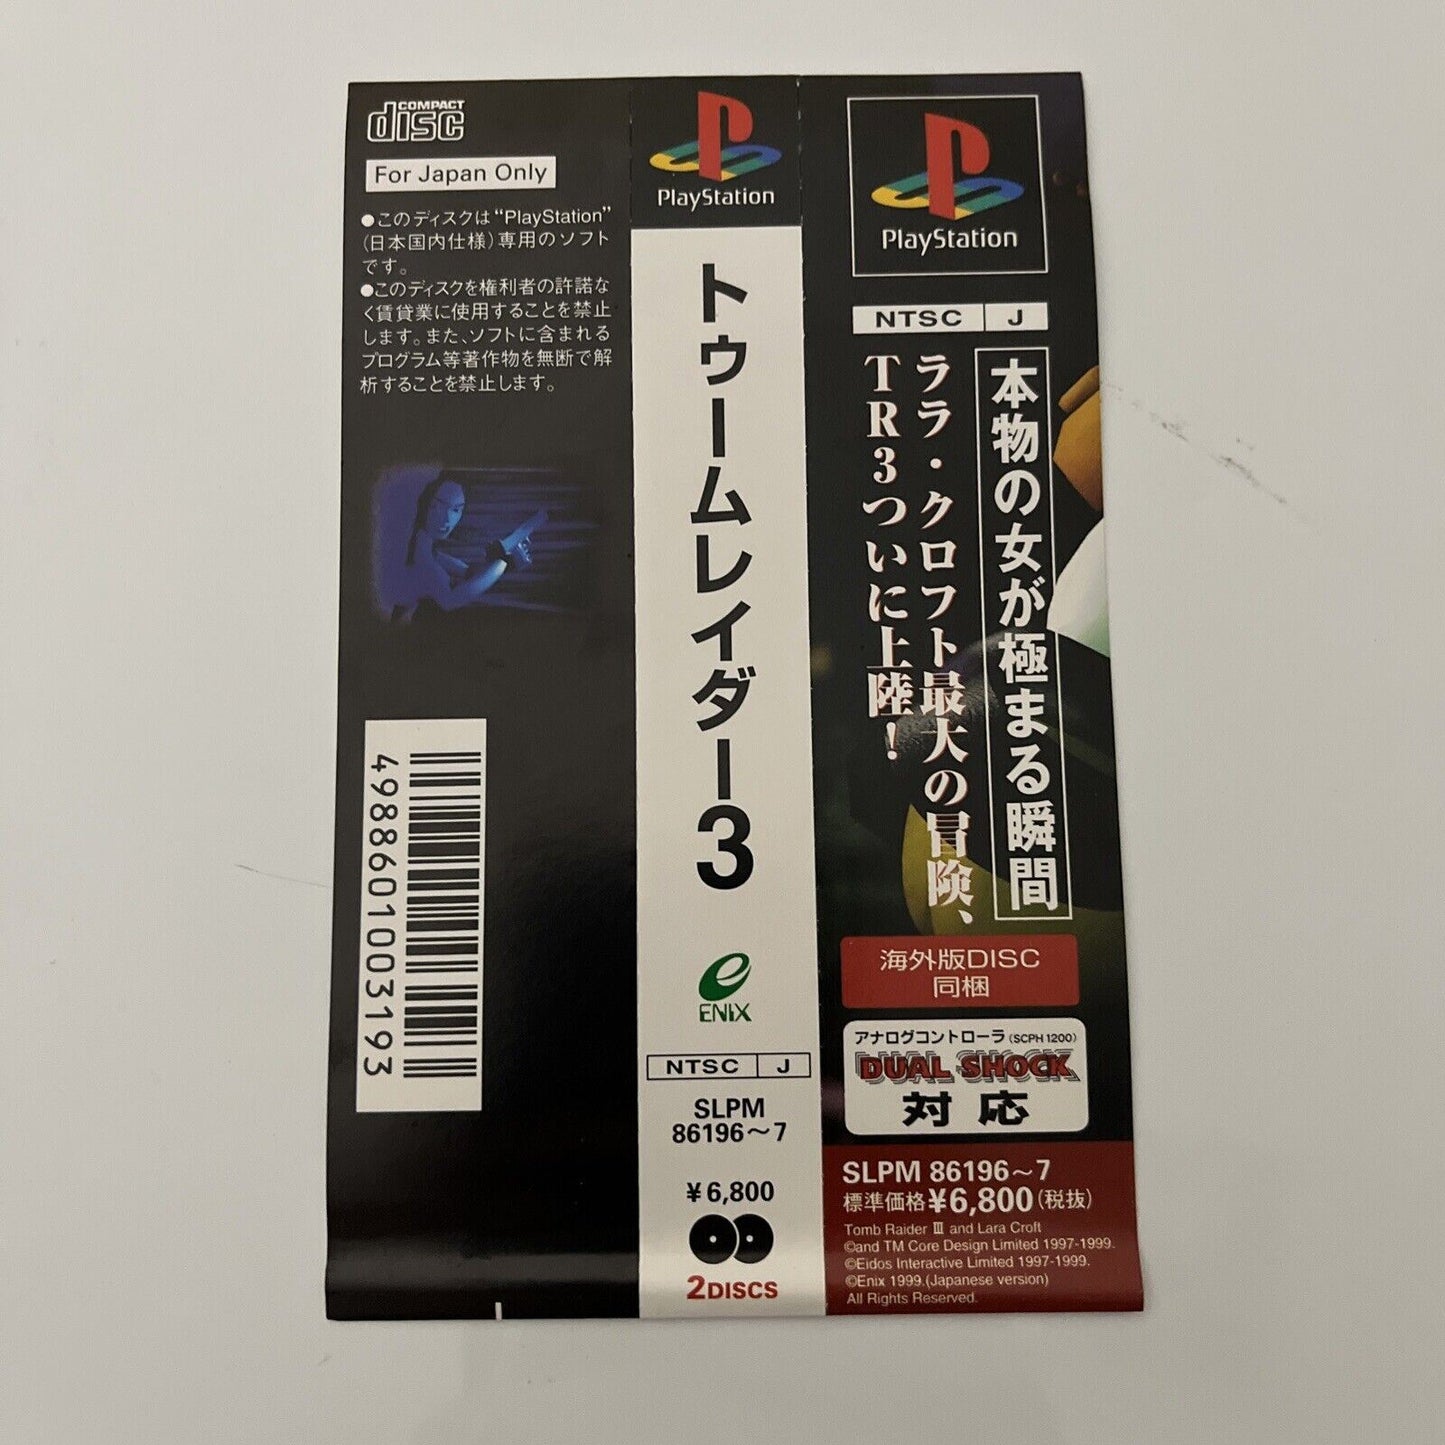 COMPACT
disc
For Japan Only
●このディスクは“PlayStation”
(日本国内仕様)専用のソフト
です。
●このディスクを権利者の許諾な
く賃貸業に使用することを禁止
します。また、ソフトに含まれる
プログラム等著作物を無断で解
析することを禁止します。
4988601003193
PlayStation
トゥームレイダー3
ENIX
NTSC J
SLPM
86196～7
¥6,800
2DISCS
PlayStation
NTSC J
本物の女が極まる瞬間
ララ・クロフト最大の冒険、
TR3ついに上陸！
海外版DISC
同梱
アナログコントローラ(SCPH 1200)
DUAL SHOCK
対応
SLPM 86196～7
標準価格¥6,800(税抜)
Tomb Raider Ⅲ and Lara Croft
©and TM Core Design Limited 1997-1999.
©Eidos Interactive Limited 1997-1999.
©Enix 1999.(Japanese version)
All Rights Reserved.